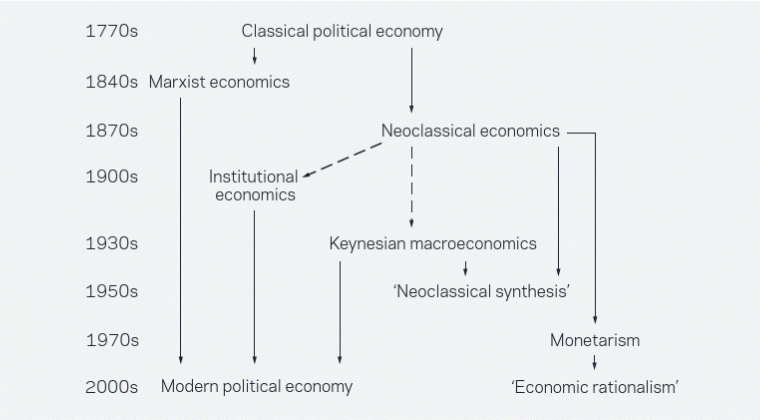 1770s Classical political economy
1840s Marxist economics
1870s Neoclassical economics
1900s Institutional
economics
1930s Keynesian macroeconomics
1950s ‘Neoclassical synthesis’
1970s Monetarism
2000s Modern political economy ‘Economic rationalism’